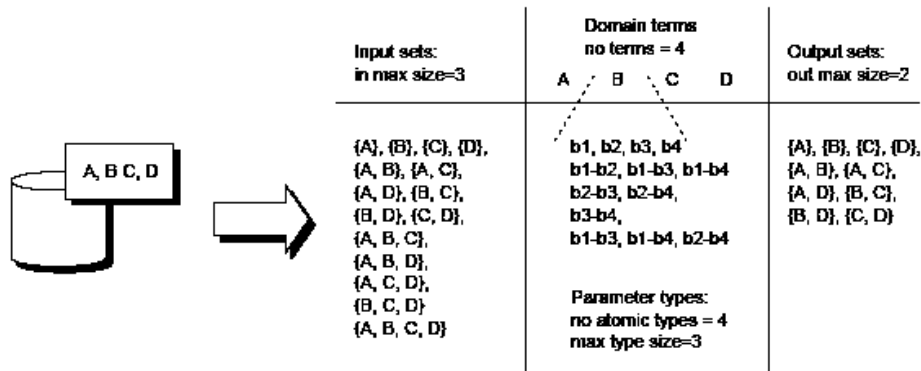 A, B C, D
Input sets:
in max size=3
{A}, {B}, {C}, {D},
{A, B}, {A, C},
{A, D}, {B, C},
{B, D}, {C, D},
{A, B, C},
{A, B, D},
{A, C, D},
{B, C, D}
{A, B, C, D}
Domain terms
no terms = 4
A B C D
b1, b2, b3, b4
b1-b2, b1-b3, b1-b4
b2-b3, b2-b4,
b3-b4,
b1-b3, b1-b4, b2-b4
Parameter types:
no atomic types = 4
max type size=3
Output sets:
out max size=2
{A}, {B}, {C}, {D},
{A, B}, {A, C},
{A, D}, {B, C},
{B, D}, {C, D}